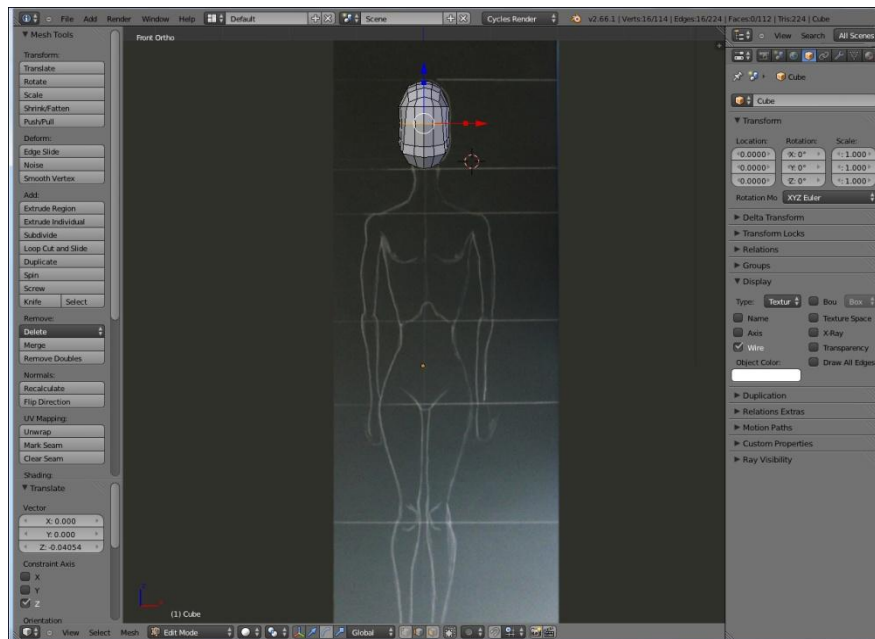 File Add Render Window Help Default Scene Cycles Render v2.66.1 | Verts:16/114 | Edges:16/224 | Faces:0/112 | Tris:224 | Cube
Mesh Tools
Transform:
Translate
Rotate
Scale
Shrink/Fatten
Push/Pull
Deform:
Edge Slide
Noise
Smooth Vertex
Add:
Extrude Region
Extrude Individual
Subdivide
Loop Cut and Slide
Duplicate
Spin
Screw
Knife Select
Remove:
Delete
Merge
Remove Doubles
Normals:
Recalculate
Flip Direction
UV Mapping:
Unwrap
Mark Seam
Clear Seam
Shading:
Translate
Vector
X: 0.000
Y: 0.000
Z: -0.04054
Constraint Axis
X
Y
Z
Orientation
Front Ortho
(1) Cube
View Select Mesh Edit Mode Global
View Search All Scenes
Cube
Cube
Transform
Location: Rotation: Scale:
0.0000 X: 0° : 1.000
0.0000 Y: 0° : 1.000
0.0000 Z: 0° : 1.000
Rotation Mo XYZ Euler
Delta Transform
Transform Locks
Relations
Groups
Display
Type: Textur Bou Box
Name Texture Space
Axis X-Ray
Wire Transparency
Object Color: Draw All Edges
Duplication
Relations Extras
Motion Paths
Custom Properties
Ray Visibility